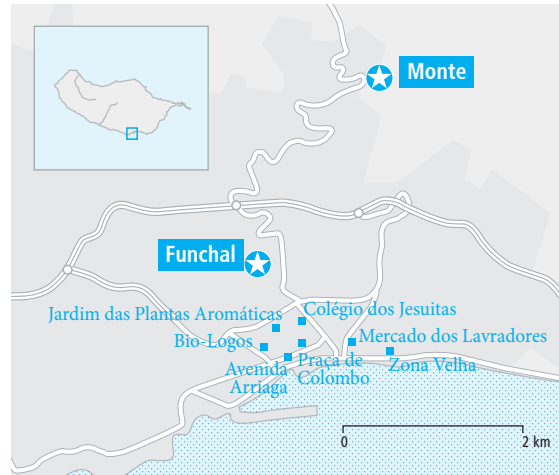 Monte
Funchal
Jardim das Plantas Aromáticas
Colégio dos Jesuitas
Bio-Logos
Mercado dos Lavradores
Avenida
Arriaga
Praça de
Colombo
Zona Velha
0
2 km